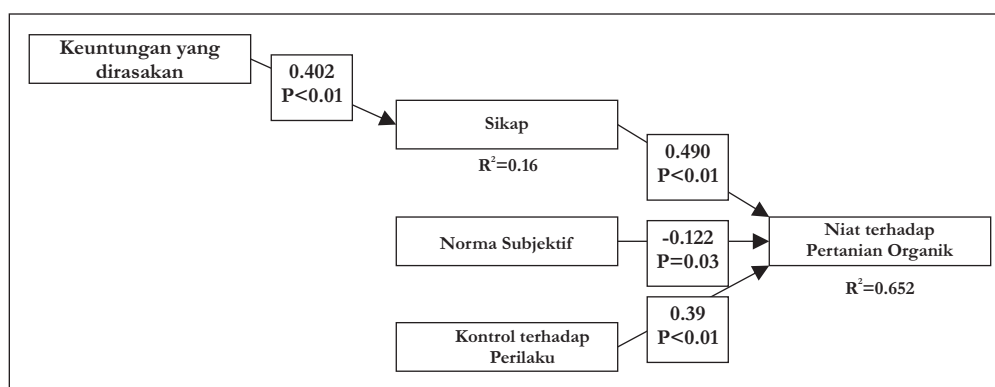 Keuntungan yang
dirasakan
0.402
P<0.01
Sikap
R²=0.16
0.490
P<0.01
Norma Subjektif
-0.122
P=0.03
Niat terhadap
Pertanian Organik
R²=0.652
Kontrol terhadap
Perilaku
0.39
P<0.01